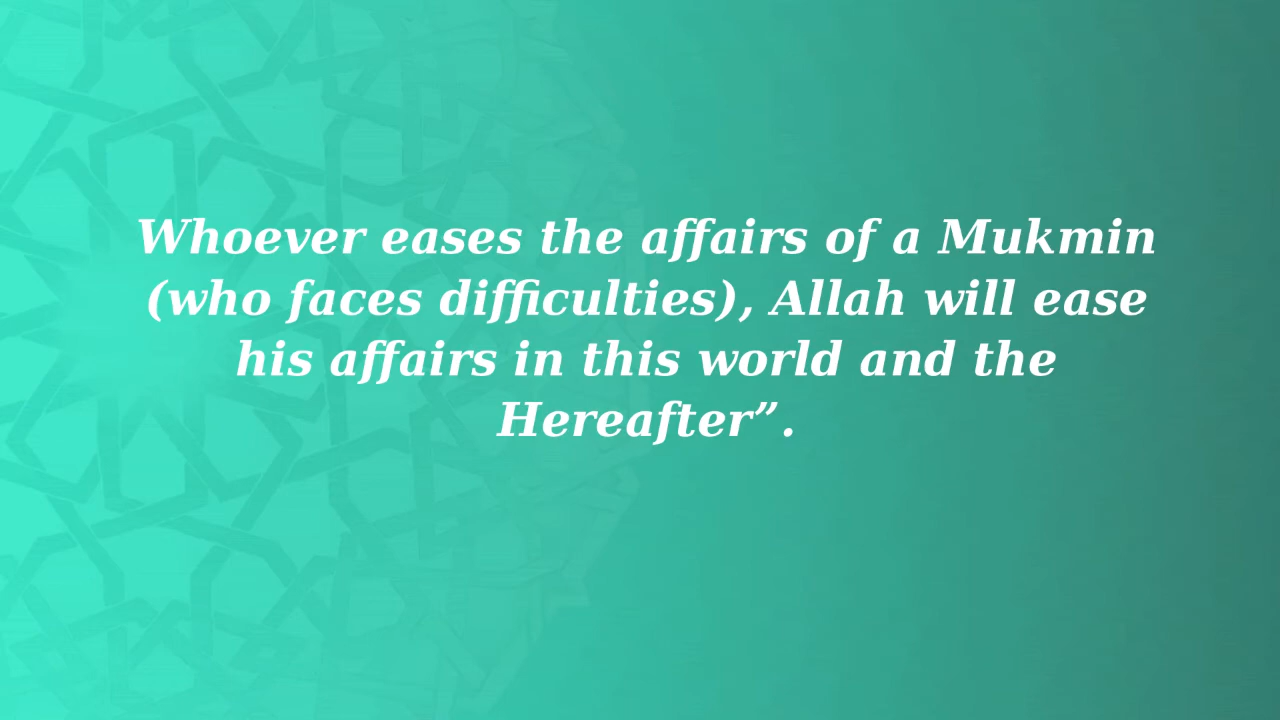 Whoever eases the affairs of a Mukmin
(who faces difficulties), Allah will ease
his affairs in this world and the
Hereafter”.